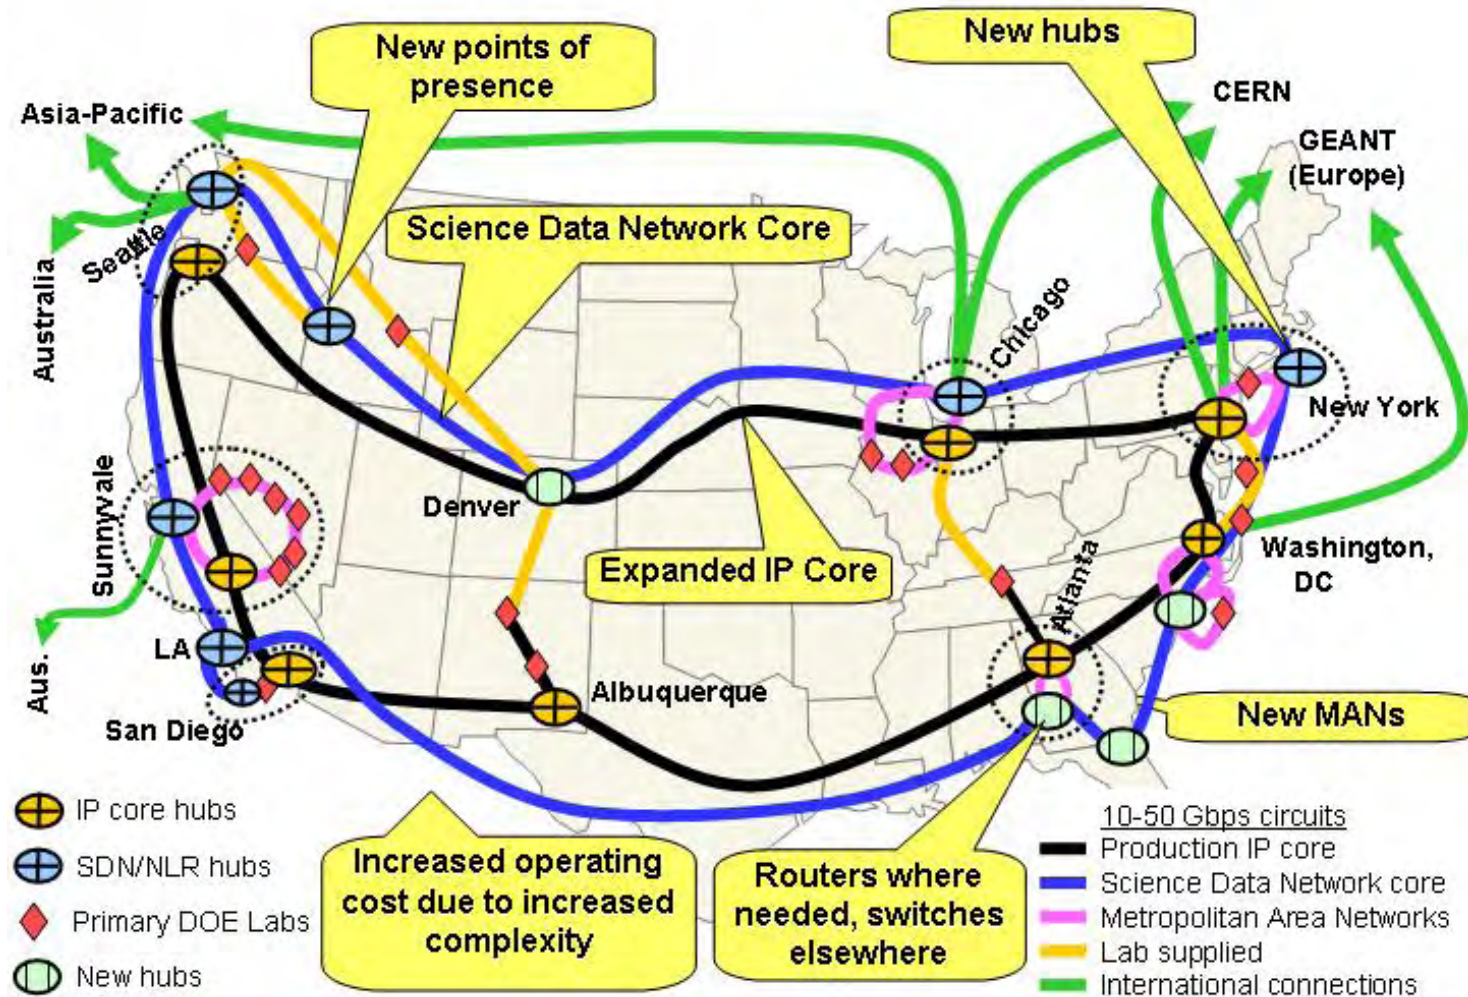 New points of
presence
New hubs
Asia-Pacific
CERN
GEANT
(Europe)
Science Data Network Core
Seattle
Australia
Chicago
New York
Sunnyvale
Denver
Expanded IP Core
Washington,
DC
Atlanta
LA
Aus.
Albuquerque
San Diego
New MANs
IP core hubs
SDN/NLR hubs
Primary DOE Labs
New hubs
Increased operating
cost due to increased
complexity
Routers where
needed, switches
elsewhere
10-50 Gbps circuits
Production IP core
Science Data Network core
Metropolitan Area Networks
Lab supplied
International connections